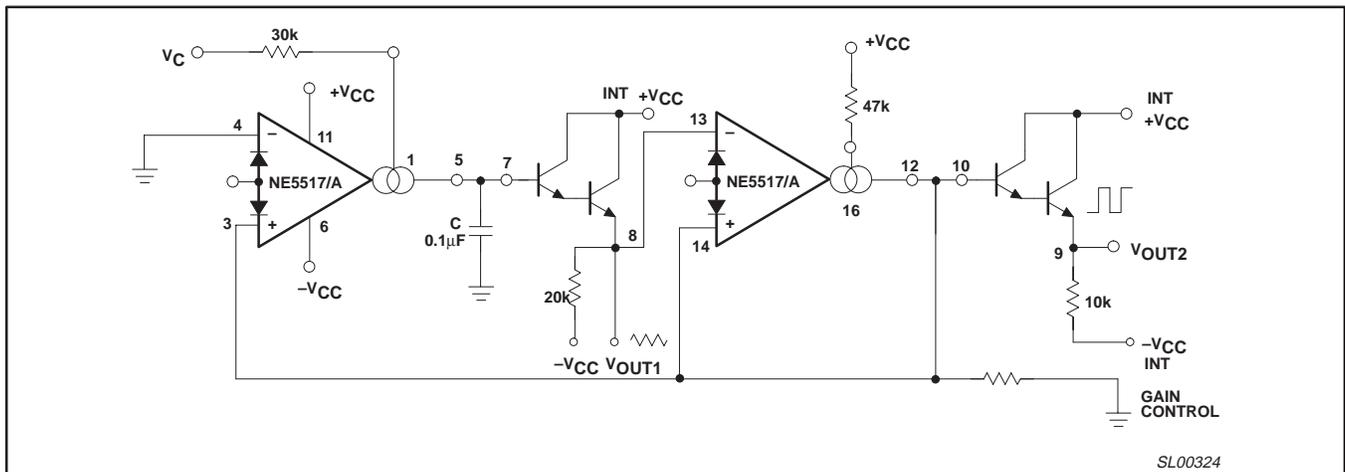 30k
VC
+VCC
INT
+VCC
+VCC
INT
+VCC
47k
4
–
11
NE5517/A
1
5
7
13
–
NE5517/A
12
10
16
3
+
6
C
0.1µF
8
14
+
9
VOUT2
–VCC
20k
10k
–VCC
VOUT1
–VCC
INT
GAIN
CONTROL
SL00324